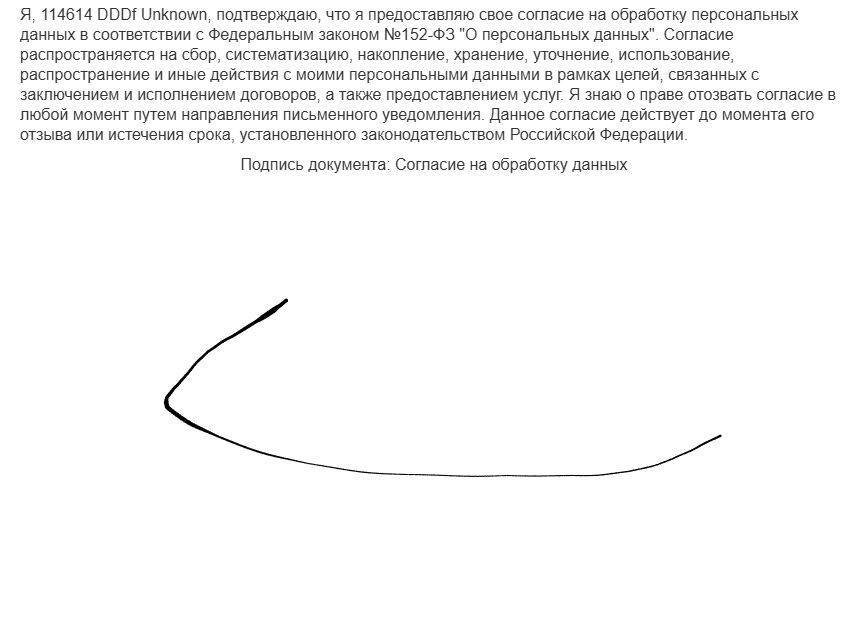 Я, 114614 DDDf Unknown, подтверждаю, что я предоставляю свое согласие на обработку персональных
данных в соответствии с Федеральным законом №152-ФЗ "О персональных данных". Согласие
распространяется на сбор, систематизацию, накопление, хранение, уточнение, использование,
распространение и иные действия с моими персональными данными в рамках целей, связанных с
заключением и исполнением договоров, а также предоставлением услуг. Я знаю о праве отозвать согласие в
любой момент путем направления письменного уведомления. Данное согласие действует до момента его
отзыва или истечения срока, установленного законодательством Российской Федерации.
Подпись документа: Согласие на обработку данных